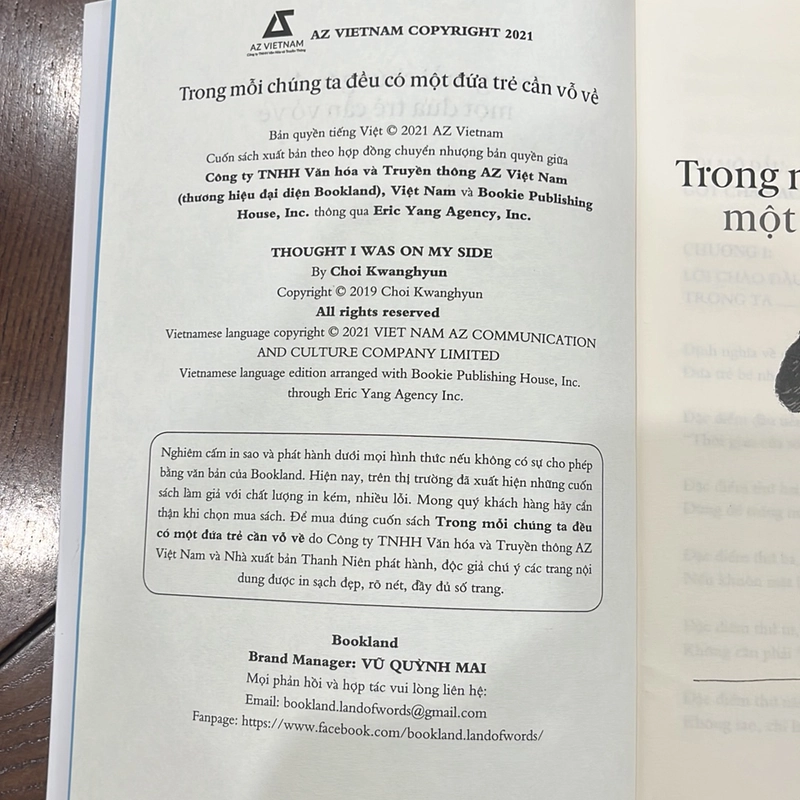 AZ VIETNAM
AZ VIETNAM COPYRIGHT 2021
Trong mỗi chúng ta đều có một đứa trẻ cần vỗ về
Bản quyền tiếng Việt © 2021 AZ Vietnam
Cuốn sách xuất bản theo hợp đồng chuyển nhượng bản quyền giữa
Công ty TNHH Văn hóa và Truyền thông AZ Việt Nam
(thương hiệu đại diện Bookland), Việt Nam và Bookie Publishing
House, Inc. thông qua Eric Yang Agency, Inc.
THOUGHT I WAS ON MY SIDE
By Choi Kwanghyun
Copyright © 2019 Choi Kwanghyun
All rights reserved
Vietnamese language copyright © 2021 VIET NAM AZ COMMUNICATION
AND CULTURE COMPANY LIMITED
Vietnamese language edition arranged with Bookie Publishing House, Inc.
through Eric Yang Agency Inc.
Nghiêm cấm in sao và phát hành dưới mọi hình thức nếu không có sự cho phép
bằng văn bản của Bookland. Hiện nay, trên thị trường đã xuất hiện những cuốn
sách làm giả với chất lượng in kém, nhiều lỗi. Mong quý khách hàng hãy cẩn
thận khi chọn mua sách. Để mua đúng cuốn sách Trong mỗi chúng ta đều
có một đứa trẻ cần vỗ về do Công ty TNHH Văn hóa và Truyền thông AZ
Việt Nam và Nhà xuất bản Thanh Niên phát hành, độc giả chú ý các trang nội
dung được in sạch đẹp, rõ nét, đầy đủ số trang.
Bookland
Brand Manager: VŨ QUỲNH MAI
Mọi phản hồi và hợp tác vui lòng liên hệ:
Email: bookland.landofwords@gmail.com
Fanpage: https://www.facebook.com/bookland.landofwords/
Trong
một